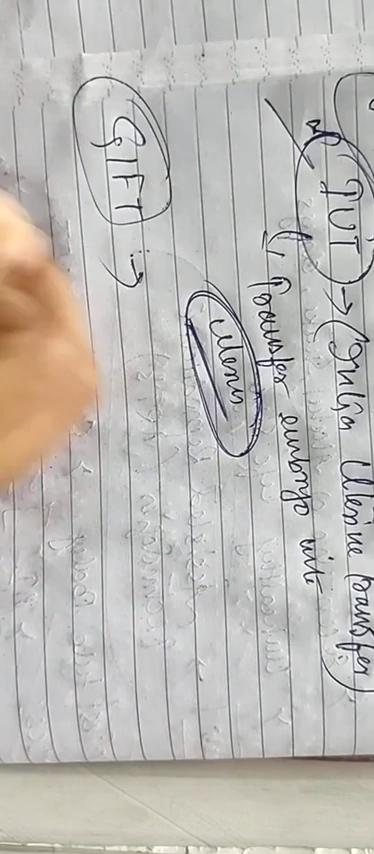 IUT → (Intra Uterine transfer)
↳ Transfer embryo into
Uterus
GIFT :→